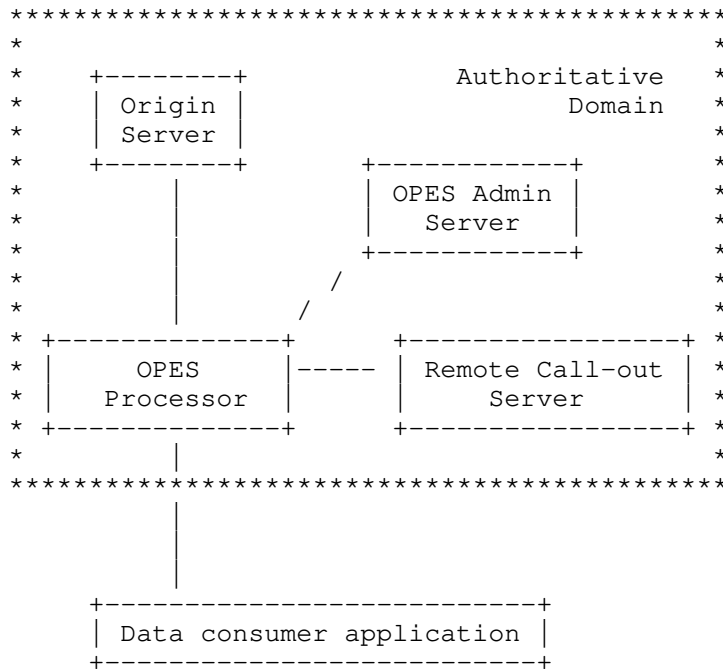 Authoritative
Origin
Domain
Server
OPES Admin
Server
OPES
Remote Call-out
Processor
Server
Data consumer application